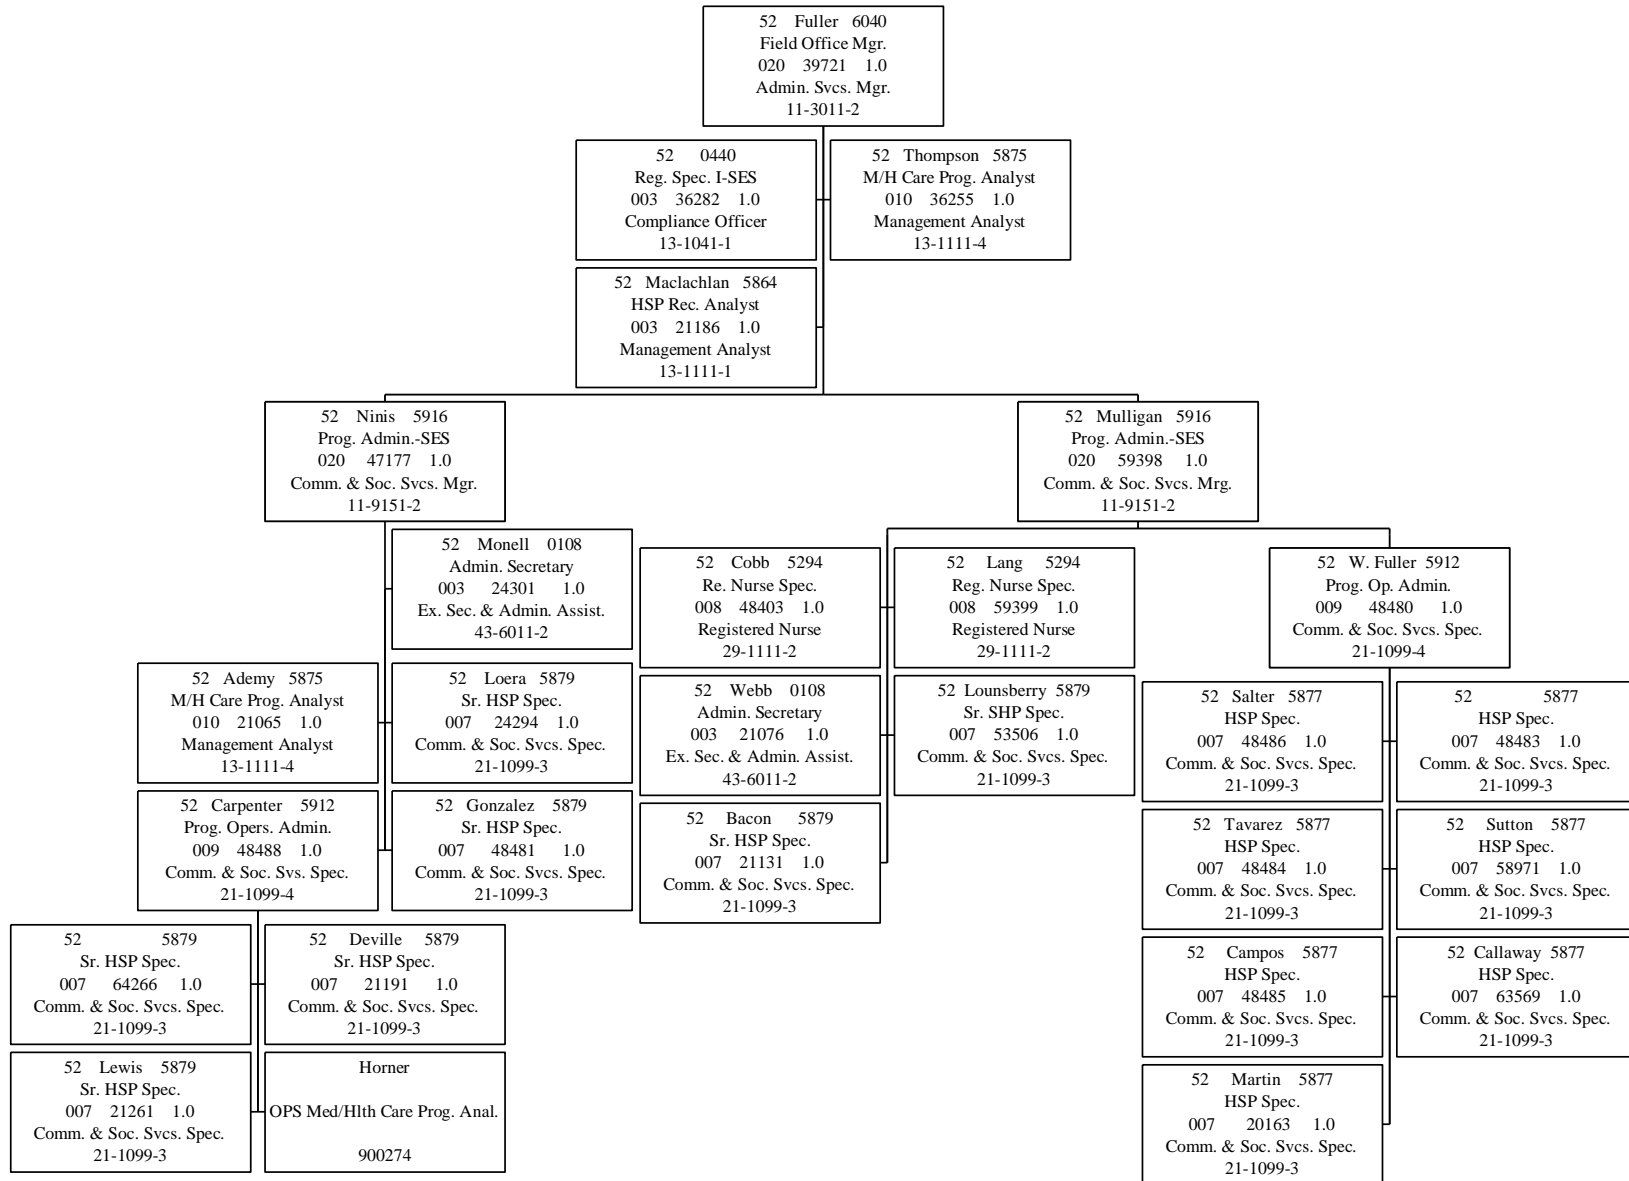 52 Fuller 6040
Field Office Mgr.
020 39721 1.0
Admin. Svcs. Mgr.
11-3011-2
52 0440
Reg. Spec. I-SES
003 36282 1.0
Compliance Officer
13-1041-1
52 Thompson 5875
M/H Care Prog. Analyst
010 36255 1.0
Management Analyst
13-1111-4
52 Maclachlan 5864
HSP Rec. Analyst
003 21186 1.0
Management Analyst
13-1111-1
52 Ninis 5916
Prog. Admin.-SES
020 47177 1.0
Comm. & Soc. Svcs. Mgr.
11-9151-2
52 Mulligan 5916
Prog. Admin.-SES
020 59398 1.0
Comm. & Soc. Svcs. Mrg.
11-9151-2
52 Monell 0108
Admin. Secretary
003 24301 1.0
Ex. Sec. & Admin. Assist.
43-6011-2
52 Ademy 5875
M/H Care Prog. Analyst
010 21065 1.0
Management Analyst
13-1111-4
52 Loera 5879
Sr. HSP Spec.
007 24294 1.0
Comm. & Soc. Svcs. Spec.
21-1099-3
52 Carpenter 5912
Prog. Opers. Admin.
009 48488 1.0
Comm. & Soc. Svs. Spec.
21-1099-4
52 Gonzalez 5879
Sr. HSP Spec.
007 48481 1.0
Comm. & Soc. Svcs. Spec.
21-1099-3
52 5879
Sr. HSP Spec.
007 64266 1.0
Comm. & Soc. Svcs. Spec.
21-1099-3
52 Deville 5879
Sr. HSP Spec.
007 21191 1.0
Comm. & Soc. Svcs. Spec.
21-1099-3
52 Lewis 5879
Sr. HSP Spec.
007 21261 1.0
Comm. & Soc. Svcs. Spec.
21-1099-3
Horner
OPS Med/Hlth Care Prog. Anal.
900274
52 Cobb 5294
Re. Nurse Spec.
008 48403 1.0
Registered Nurse
29-1111-2
52 Lang 5294
Reg. Nurse Spec.
008 59399 1.0
Registered Nurse
29-1111-2
52 Webb 0108
Admin. Secretary
003 21076 1.0
Ex. Sec. & Admin. Assist.
43-6011-2
52 Lounsberry 5879
Sr. SHP Spec.
007 53506 1.0
Comm. & Soc. Svcs. Spec.
21-1099-3
52 Bacon 5879
Sr. HSP Spec.
007 21131 1.0
Comm. & Soc. Svcs. Spec.
21-1099-3
52 W. Fuller 5912
Prog. Op. Admin.
009 48480 1.0
Comm. & Soc. Svcs. Spec.
21-1099-4
52 Salter 5877
HSP Spec.
007 48486 1.0
Comm. & Soc. Svcs. Spec.
21-1099-3
52 5877
HSP Spec.
007 48483 1.0
Comm. & Soc. Svcs. Spec.
21-1099-3
52 Tavarez 5877
HSP Spec.
007 48484 1.0
Comm. & Soc. Svcs. Spec.
21-1099-3
52 Sutton 5877
HSP Spec.
007 58971 1.0
Comm. & Soc. Svcs. Spec.
21-1099-3
52 Campos 5877
HSP Spec.
007 48485 1.0
Comm. & Soc. Svcs. Spec.
21-1099-3
52 Callaway 5877
HSP Spec.
007 63569 1.0
Comm. & Soc. Svcs. Spec.
21-1099-3
52 Martin 5877
HSP Spec.
007 20163 1.0
Comm. & Soc. Svcs. Spec.
21-1099-3